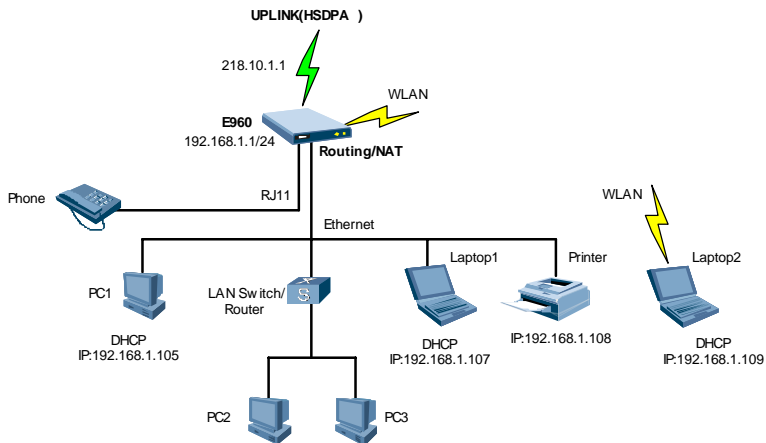 UPLINK(HSDPA )
218.10.1.1
WLAN
E960
192.168.1.1/24
Routing/NAT
Phone
RJ11
WLAN
Ethernet
Laptop1
Printer
Laptop2
PC1
LAN Switch/
Router
DHCP
IP:192.168.1.105
DHCP
IP:192.168.1.107
IP:192.168.1.108
DHCP
IP:192.168.1.109
PC2
PC3